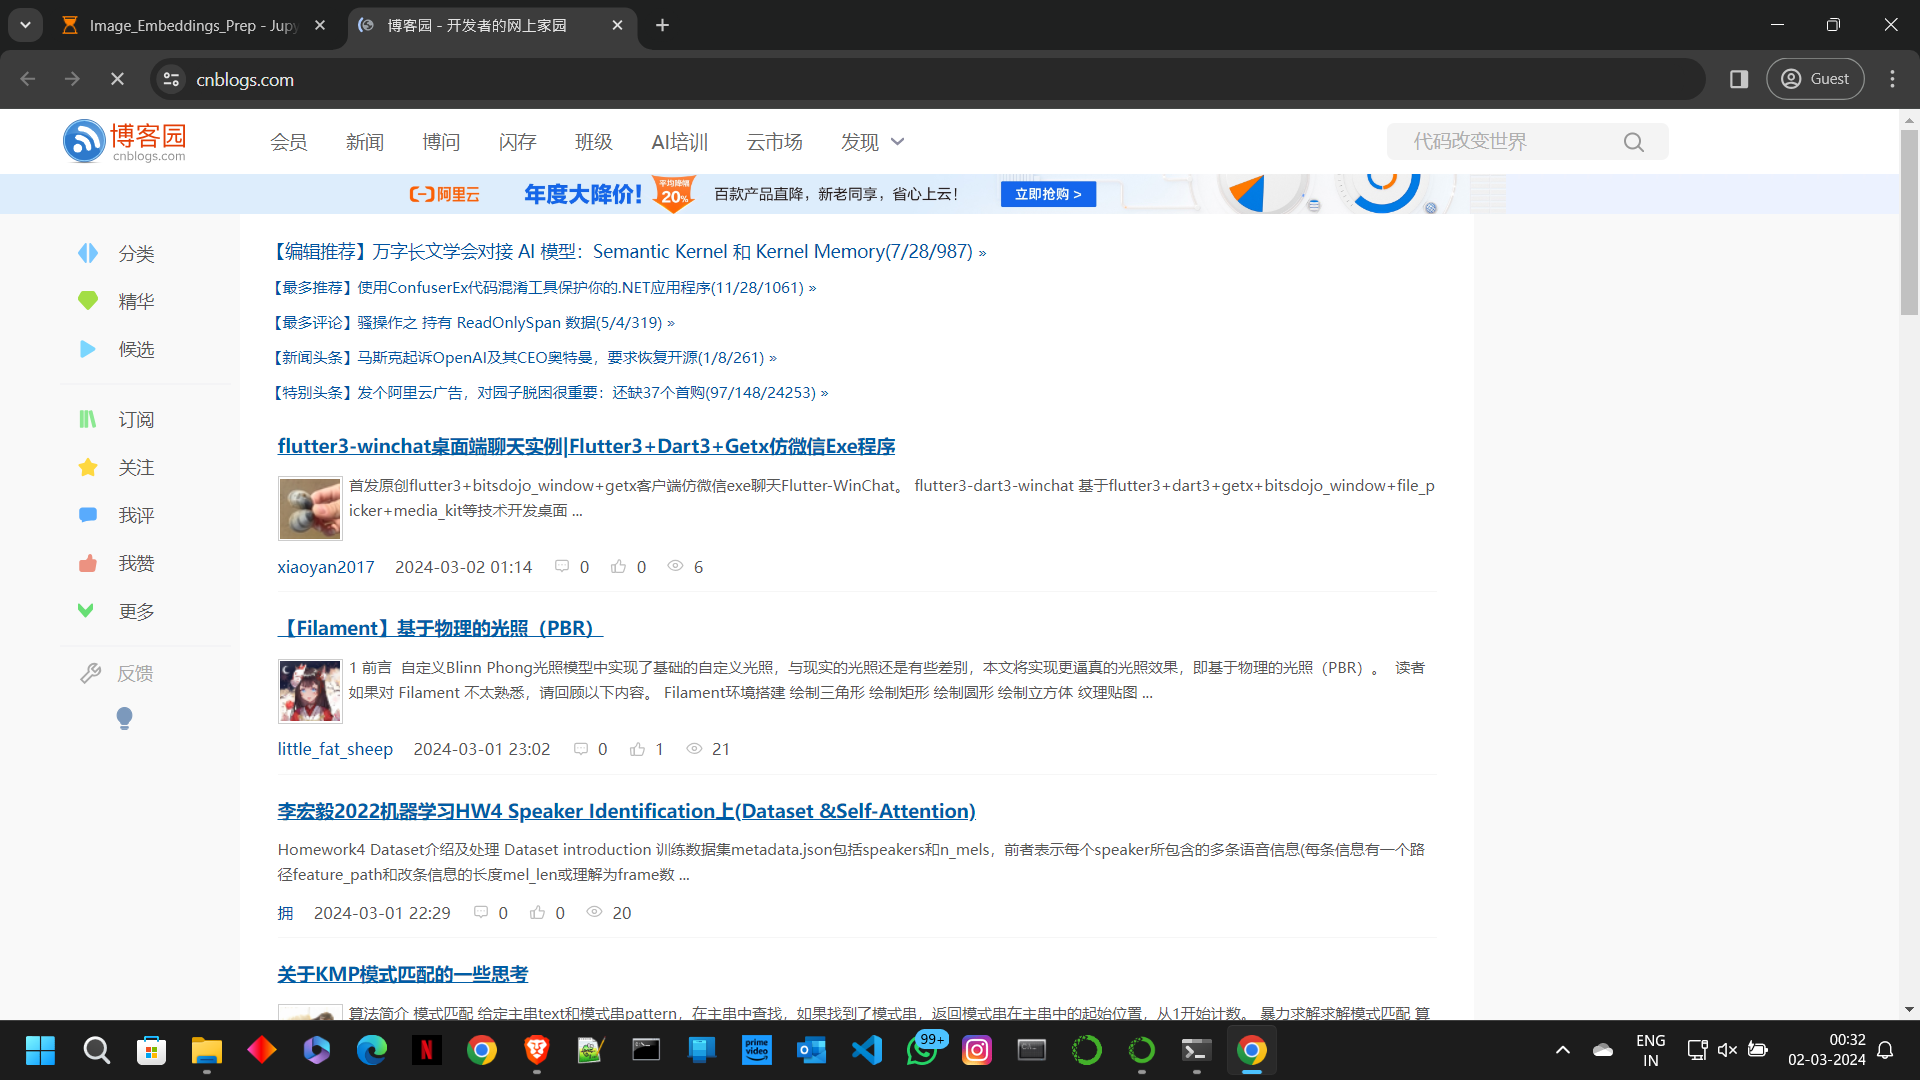 Image_Embeddings_Prep - Jupy
博客园 - 开发者的网上家园
cnblogs.com
Guest
博客园
cnblogs.com
会员 新闻 博问 闪存 班级 AI培训 云市场 发现
代码改变世界
阿里云 年度大降价! 平均降幅 20% 百款产品直降，新老同享，省心上云! 立即抢购 >
分类
精华
候选
订阅
关注
我评
我赞
更多
反馈
【编辑推荐】万字长文学会对接 AI 模型：Semantic Kernel 和 Kernel Memory(7/28/987) »
【最多推荐】使用ConfuserEx代码混淆工具保护你的.NET应用程序(11/28/1061) »
【最多评论】骚操作之 持有 ReadOnlySpan 数据(5/4/319) »
【新闻头条】马斯克起诉OpenAI及其CEO奥特曼，要求恢复开源(1/8/261) »
【特别头条】发个阿里云广告，对园子脱困很重要：还缺37个首购(97/148/24253) »
flutter3-winchat桌面端聊天实例|Flutter3+Dart3+Getx仿微信Exe程序
首发原创flutter3+bitsdojo_window+getx客户端仿微信exe聊天Flutter-WinChat。 flutter3-dart3-winchat 基于flutter3+dart3+getx+bitsdojo_window+file_p
icker+media_kit等技术开发桌面 ...
xiaoyan2017 2024-03-02 01:14 0 0 6
【Filament】基于物理的光照（PBR）
1 前言 自定义Blinn Phong光照模型中实现了基础的自定义光照，与现实的光照还是有些差别，本文将实现更逼真的光照效果，即基于物理的光照（PBR）。 读者
如果对 Filament 不太熟悉，请回顾以下内容。 Filament环境搭建 绘制三角形 绘制矩形 绘制圆形 绘制立方体 纹理贴图 ...
little_fat_sheep 2024-03-01 23:02 0 1 21
李宏毅2022机器学习HW4 Speaker Identification上(Dataset &Self-Attention)
Homework4 Dataset介绍及处理 Dataset introduction 训练数据集metadata.json包括speakers和n_mels，前者表示每个speaker所包含的多条语音信息(每条信息有一个路
径feature_path和改条信息的长度mel_len或理解为frame数 ...
拥 2024-03-01 22:29 0 0 20
关于KMP模式匹配的一些思考
算法简介 模式匹配 给定主串text和模式串pattern，在主串中查找，如果找到了模式串，返回模式串在主串中的起始位置，从1开始计数。 暴力求解求解模式匹配 算
prime video
99+
ENG
IN
00:32
02-03-2024